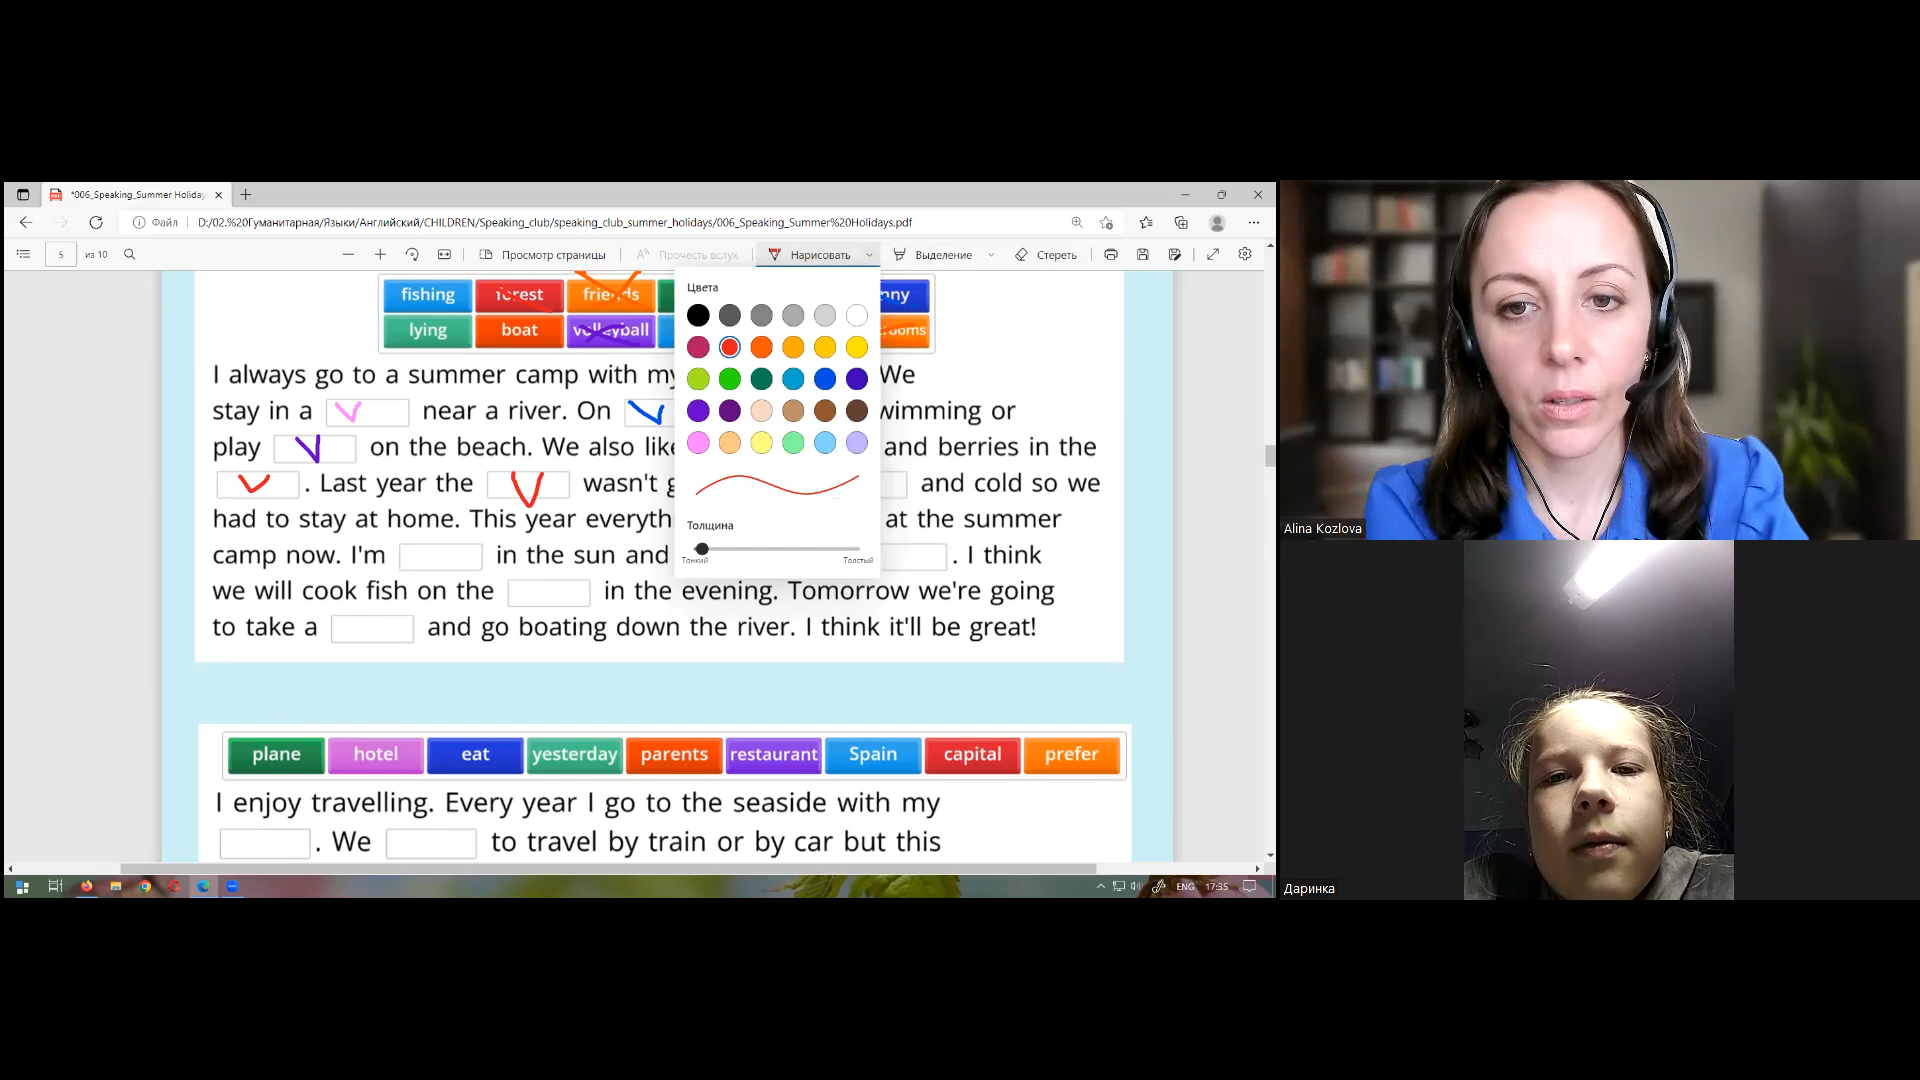 *006_Speaking_Summer Holiday
Файл
D:/02.%20Гуманитарная/Языки/Английский/CHILDREN/Speaking_club/speaking_club_summer_holidays/006_Speaking_Summer%20Holidays.pdf
5 из 10
Просмотр страницы
Прочесть вслух
Нарисовать
Выделение
Стереть
Цвета
Толщина
Тонкий Толстый
fishing forest friends nny
lying boat volleyball rooms
I always go to a summer camp with my We
stay in a near a river. On wimming or
play on the beach. We also like and berries in the
. Last year the wasn't g and cold so we
had to stay at home. This year everyth at the summer
camp now. I'm in the sun and . I think
we will cook fish on the in the evening. Tomorrow we're going
to take a and go boating down the river. I think it'll be great!
plane hotel eat yesterday parents restaurant Spain capital prefer
I enjoy travelling. Every year I go to the seaside with my
. We to travel by train or by car but this
ENG 17:35
Alina Kozlova
Даринка